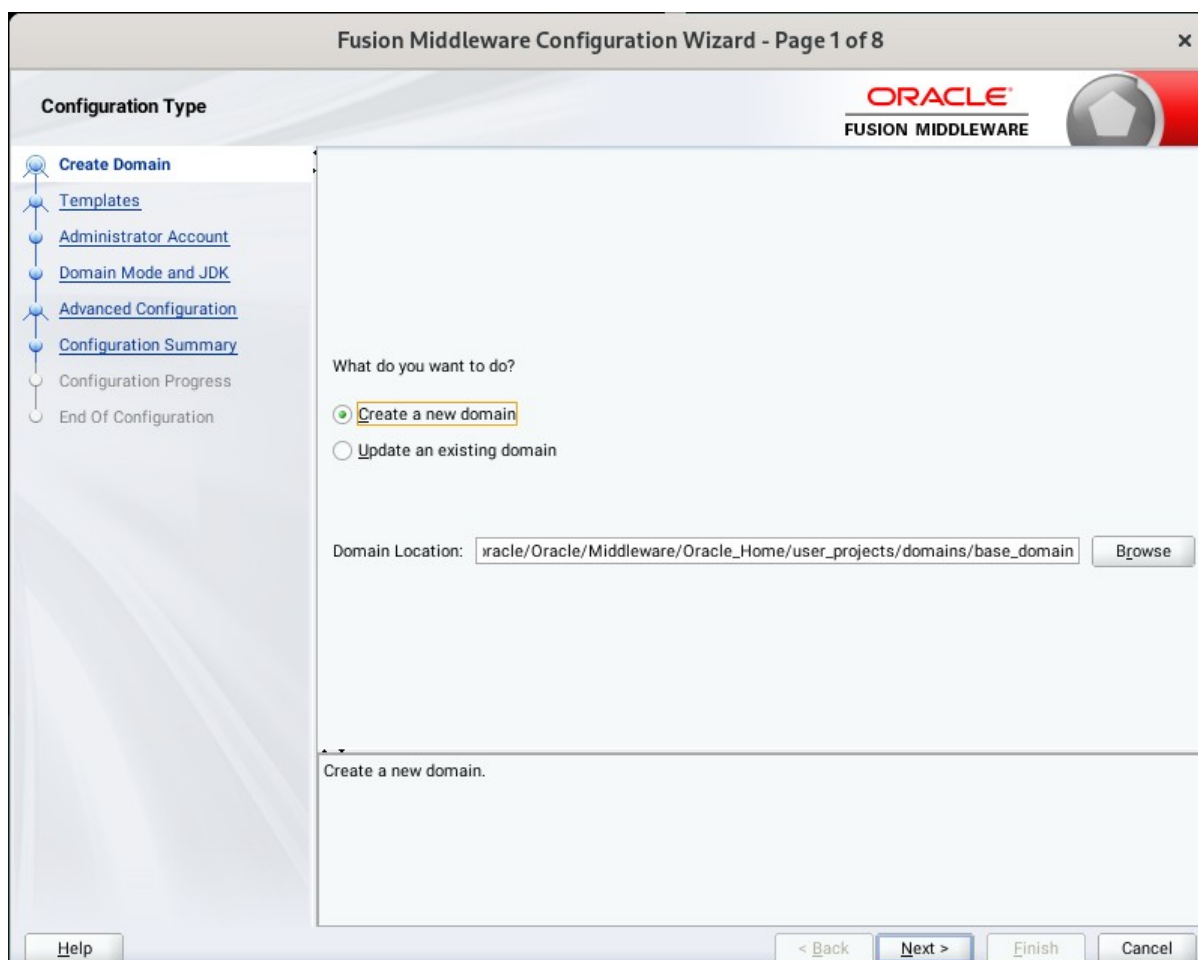 Fusion Middleware Configuration Wizard - Page 1 of 8
Configuration Type
ORACLE
FUSION MIDDLEWARE
Create Domain
Templates
Administrator Account
Domain Mode and JDK
Advanced Configuration
Configuration Summary
Configuration Progress
End Of Configuration
What do you want to do?
Create a new domain
Update an existing domain
Domain Location: racle/Oracle/Middleware/Oracle_Home/user_projects/domains/base_domain Browse
Create a new domain.
Help < Back Next > Finish Cancel